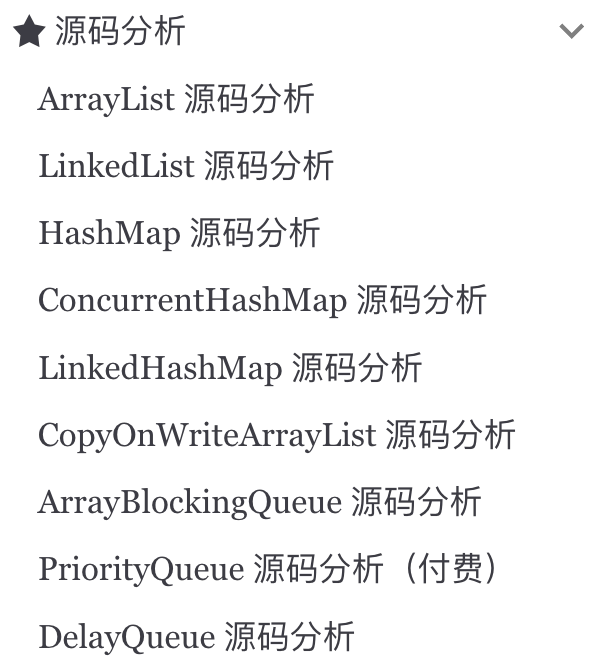 源码分析
ArrayList 源码分析
LinkedList 源码分析
HashMap 源码分析
ConcurrentHashMap 源码分析
LinkedHashMap 源码分析
CopyOnWriteArrayList 源码分析
ArrayBlockingQueue 源码分析
PriorityQueue 源码分析（付费）
DelayQueue 源码分析